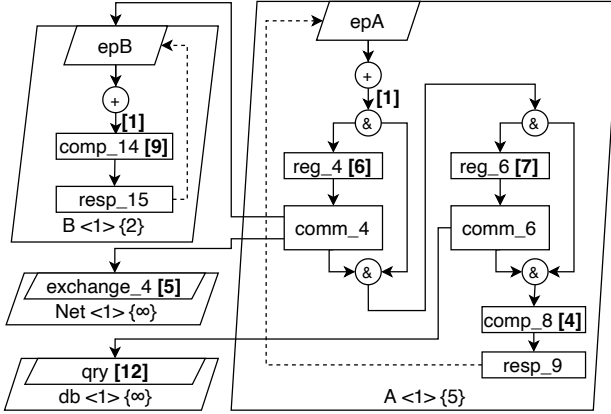 epB
+
[1]
comp_14 [9]
resp_15
B <1> {2}
exchange_4 [5]
Net <1> {∞}
qry [12]
db <1> {∞}
epA
+
[1]
&
reg_4 [6]
comm_4
&
&
reg_6 [7]
comm_6
&
comp_8 [4]
resp_9
A <1> {5}